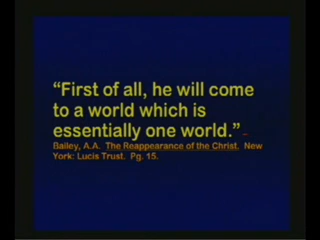 “First of all, he will come
to a world which is
essentially one world.” –
Bailey, A.A. The Reappearance of the Christ. New
York: Lucis Trust. Pg. 15.